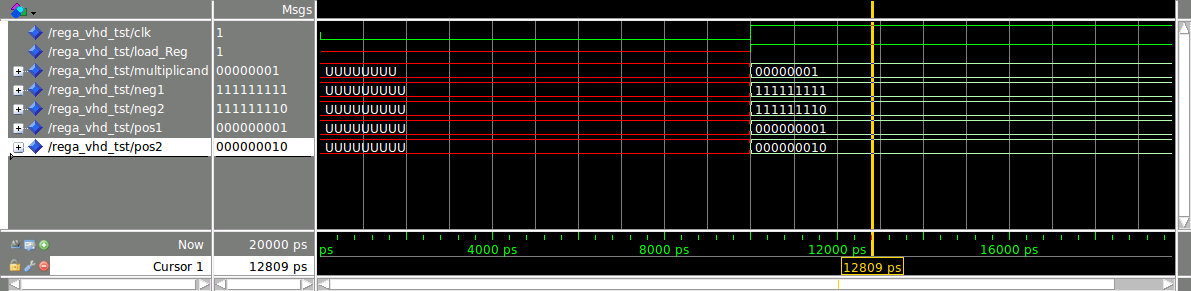 Msgs
/rega_vhd_tst/clk 1
/rega_vhd_tst/load_Reg 1
/rega_vhd_tst/multiplicand 00000001 UUUUUUUU 00000001
/rega_vhd_tst/neg1 111111111 UUUUUUUUU 111111111
/rega_vhd_tst/neg2 111111110 UUUUUUUUU 111111110
/rega_vhd_tst/pos1 000000001 UUUUUUUUU 000000001
/rega_vhd_tst/pos2 000000010 UUUUUUUUU 000000010
Now 20000 ps ps 4000 ps 8000 ps 12000 ps 16000 ps
Cursor 1 12809 ps 12809 ps